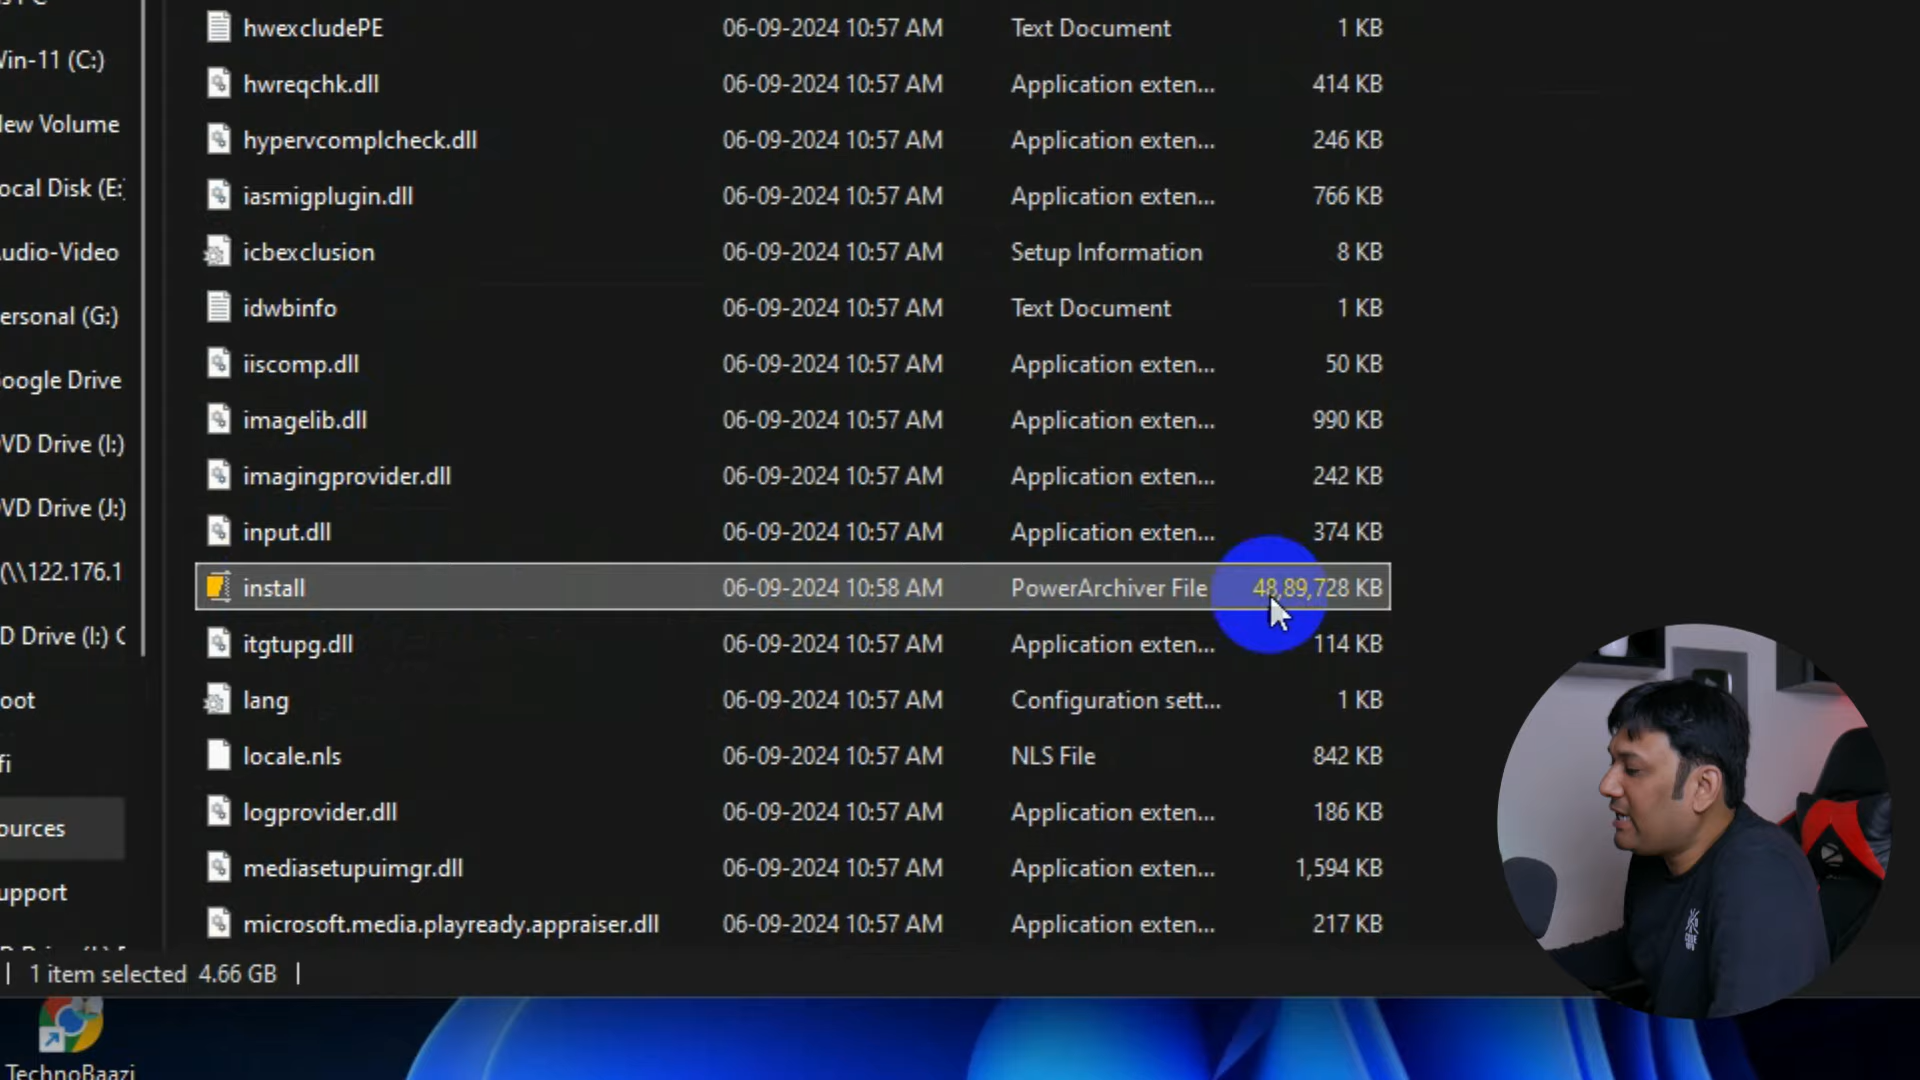 Win-11 (C:)
New Volume
ocal Disk (E:
udio-Video
ersonal (G:)
Google Drive
VD Drive (I:)
VD Drive (J:)
(\\122.176.1
D Drive (I:) C
oot
fi
ources
upport
hwexcludePE 06-09-2024 10:57 AM Text Document 1 KB
hwreqchk.dll 06-09-2024 10:57 AM Application exten... 414 KB
hypervcomplcheck.dll 06-09-2024 10:57 AM Application exten... 246 KB
iasmigplugin.dll 06-09-2024 10:57 AM Application exten... 766 KB
icbexclusion 06-09-2024 10:57 AM Setup Information 8 KB
idwbinfo 06-09-2024 10:57 AM Text Document 1 KB
iiscomp.dll 06-09-2024 10:57 AM Application exten... 50 KB
imagelib.dll 06-09-2024 10:57 AM Application exten... 990 KB
imagingprovider.dll 06-09-2024 10:57 AM Application exten... 242 KB
input.dll 06-09-2024 10:57 AM Application exten... 374 KB
install 06-09-2024 10:58 AM PowerArchiver File 48,89,728 KB
itgtupg.dll 06-09-2024 10:57 AM Application exten... 114 KB
lang 06-09-2024 10:57 AM Configuration sett... 1 KB
locale.nls 06-09-2024 10:57 AM NLS File 842 KB
logprovider.dll 06-09-2024 10:57 AM Application exten... 186 KB
mediasetupuimgr.dll 06-09-2024 10:57 AM Application exten... 1,594 KB
microsoft.media.playready.appraiser.dll 06-09-2024 10:57 AM Application exten... 217 KB
1 item selected 4.66 GB
TechnoBaazi